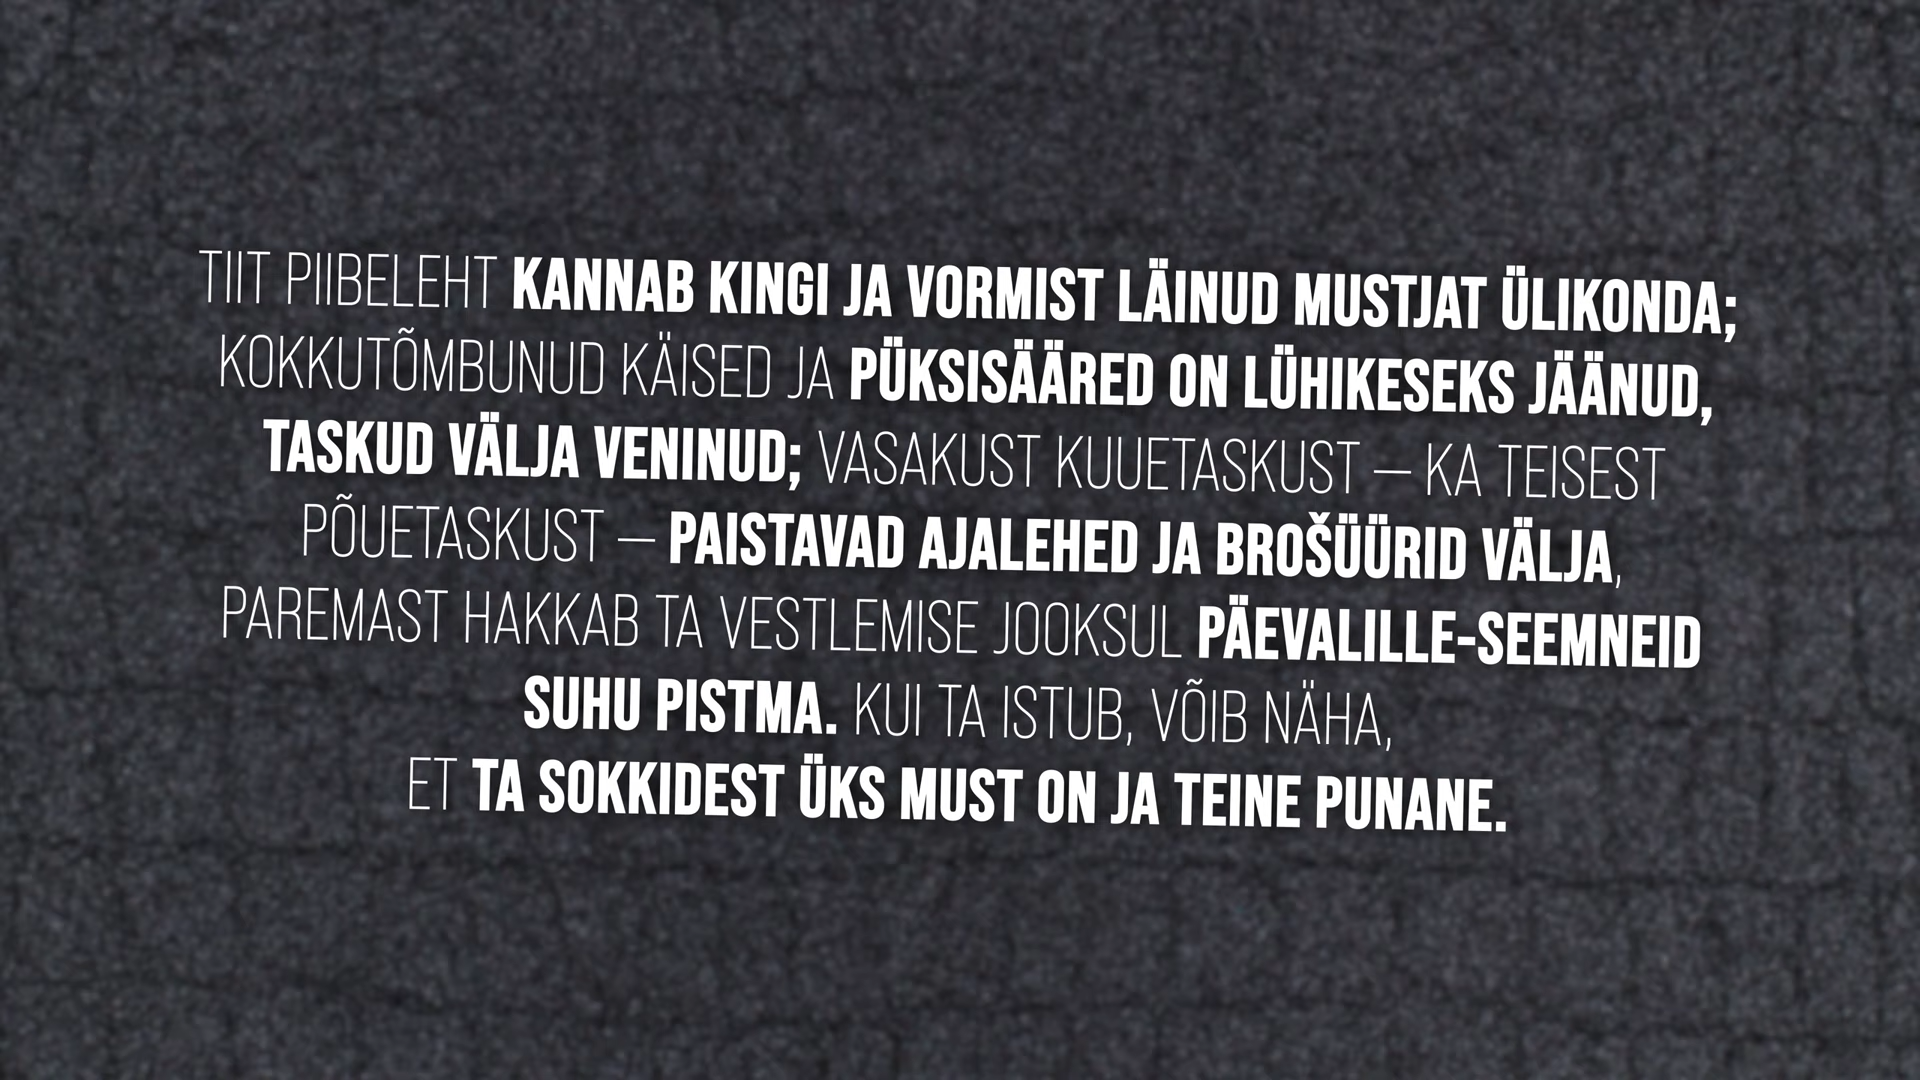 TIIT PIIBELEHT KANNAB KINGI JA VORMIST LÄINUD MUSTJAT ÜLIKONDA;
KOKKUTÕMBUNUD KÄISED JA PÜKSISÄÄRED ON LÜHIKESEKS JÄÄNUD,
TASKUD VÄLJA VENINUD; VASAKUST KUUETASKUST – KA TEISEST
PÕUETASKUST – PAISTAVAD AJALEHED JA BROŠÜÜRID VÄLJA,
PAREMAST HAKKAB TA VESTLEMISE JOOKSUL PÄEVALILLE-SEEMNEID
SUHU PISTMA. KUI TA ISTUB, VÕIB NÄHA,
ET TA SOKKIDEST ÜKS MUST ON JA TEINE PUNANE.